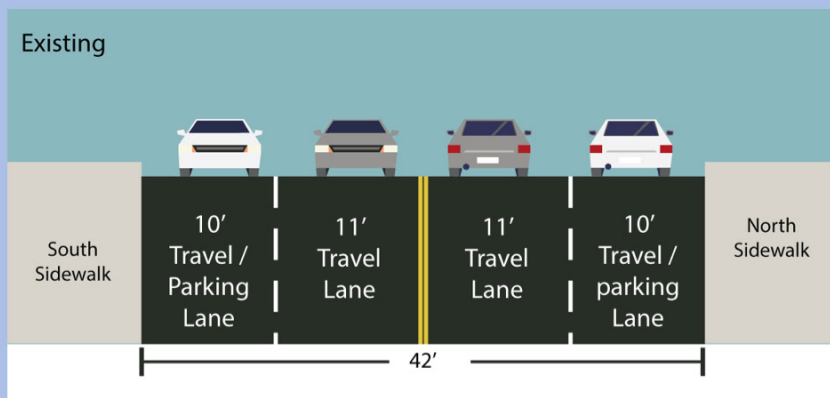 Existing
South
Sidewalk
10’
Travel /
Parking
Lane
11’
Travel
Lane
11’
Travel
Lane
10’
Travel /
parking
Lane
North
Sidewalk
42’